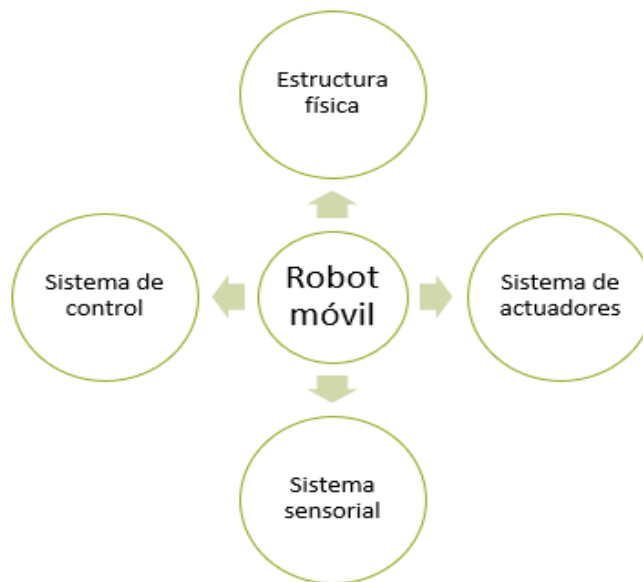 Estructura
física
Sistema de
control
Robot
móvil
Sistema de
actuadores
Sistema
sensorial